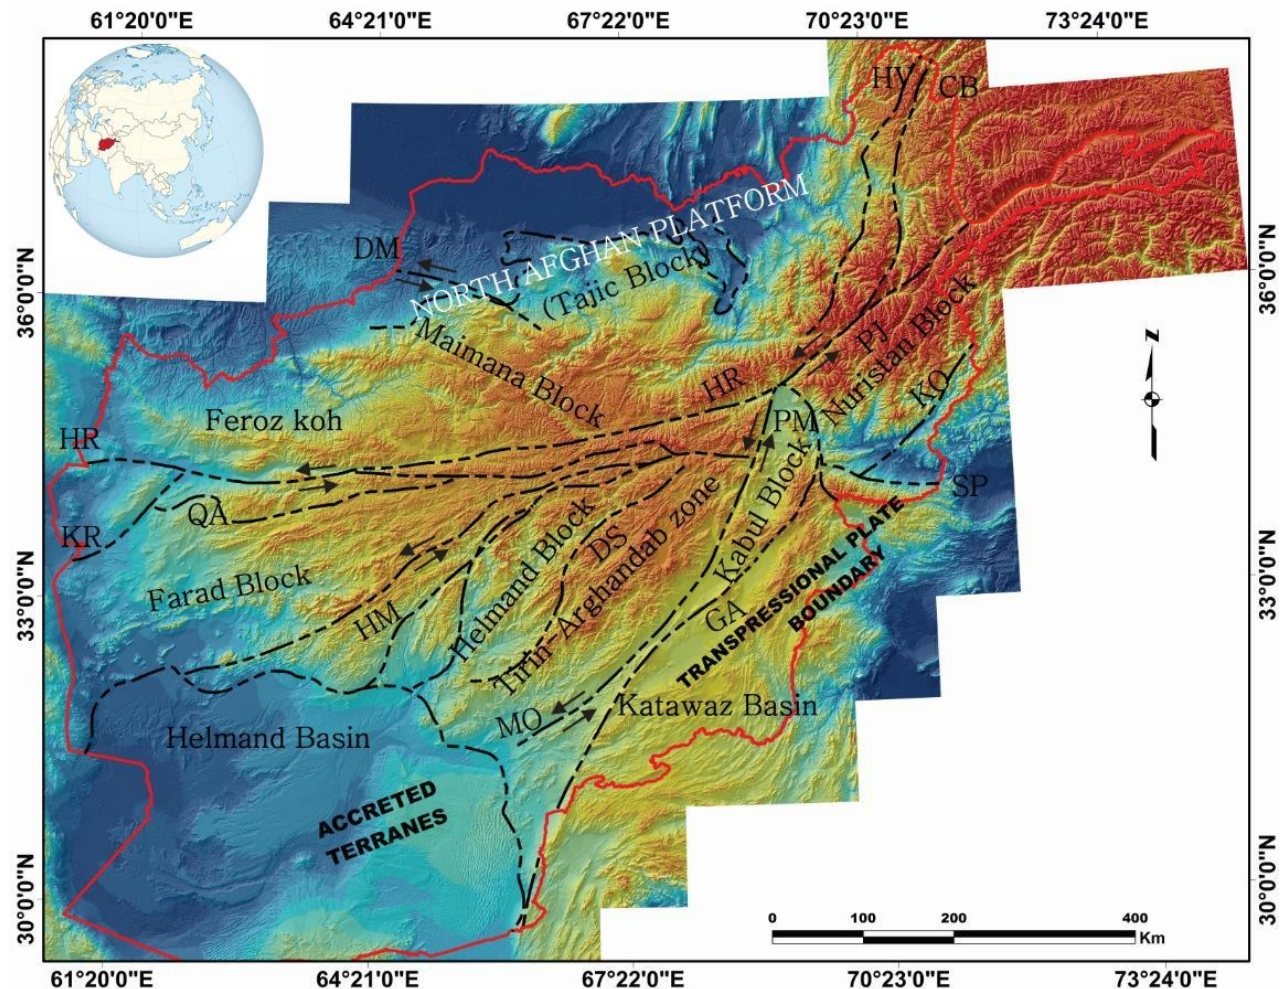 61°20'0"E
64°21'0"E
67°22'0"E
70°23'0"E
73°24'0"E
HV
CB
DM
NORTH AFGHAN PLATFORM
(Tajic Block)
36°0'0"N
36°0'0"N
Maimana Block
PJ
Nuristan Block
HR
KO
Feroz koh
PM
z
HR
SP
QA
KR
Kabul Block
DS
Helmand Block
Tirin-Arghandab zone
TRANSPRESSIONAL PLATE
BOUNDARY
Farad Block
HM
GA
33°0'0"N
33°0'0"N
MO
Katawaz Basin
Helmand Basin
ACCRETED
TERRANES
30°0'0"N
30°0'0"N
0
100
200
400
Km
61°20'0"E
64°21'0"E
67°22'0"E
70°23'0"E
73°24'0"E